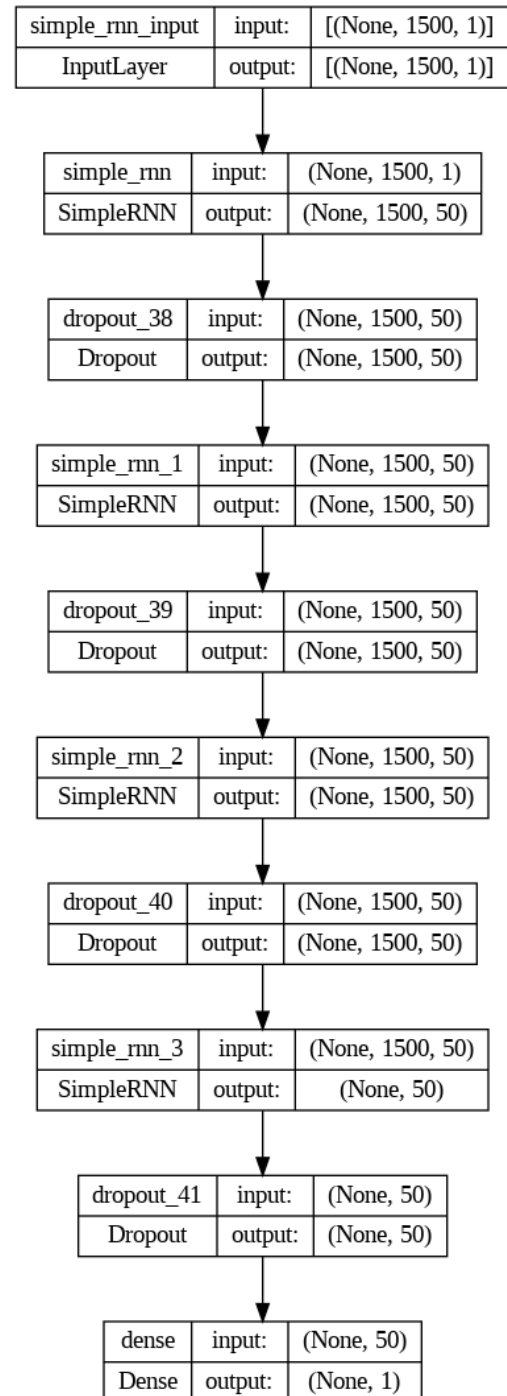 simple_rnn_input input: [(None, 1500, 1)]
InputLayer output: [(None, 1500, 1)]
simple_rnn input: (None, 1500, 1)
SimpleRNN output: (None, 1500, 50)
dropout_38 input: (None, 1500, 50)
Dropout output: (None, 1500, 50)
simple_rnn_1 input: (None, 1500, 50)
SimpleRNN output: (None, 1500, 50)
dropout_39 input: (None, 1500, 50)
Dropout output: (None, 1500, 50)
simple_rnn_2 input: (None, 1500, 50)
SimpleRNN output: (None, 1500, 50)
dropout_40 input: (None, 1500, 50)
Dropout output: (None, 1500, 50)
simple_rnn_3 input: (None, 1500, 50)
SimpleRNN output: (None, 50)
dropout_41 input: (None, 50)
Dropout output: (None, 50)
dense input: (None, 50)
Dense output: (None, 1)